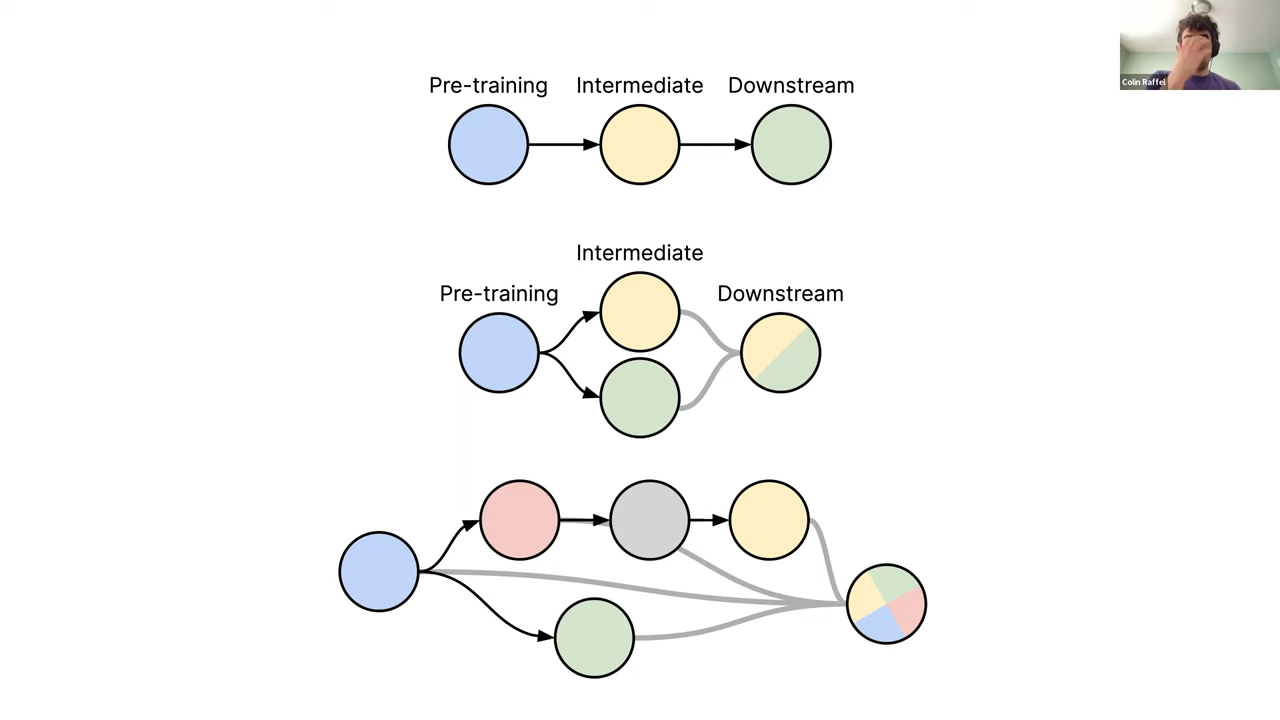 Pre-training Intermediate Downstream
Colin Raffel
Intermediate
Pre-training Downstream